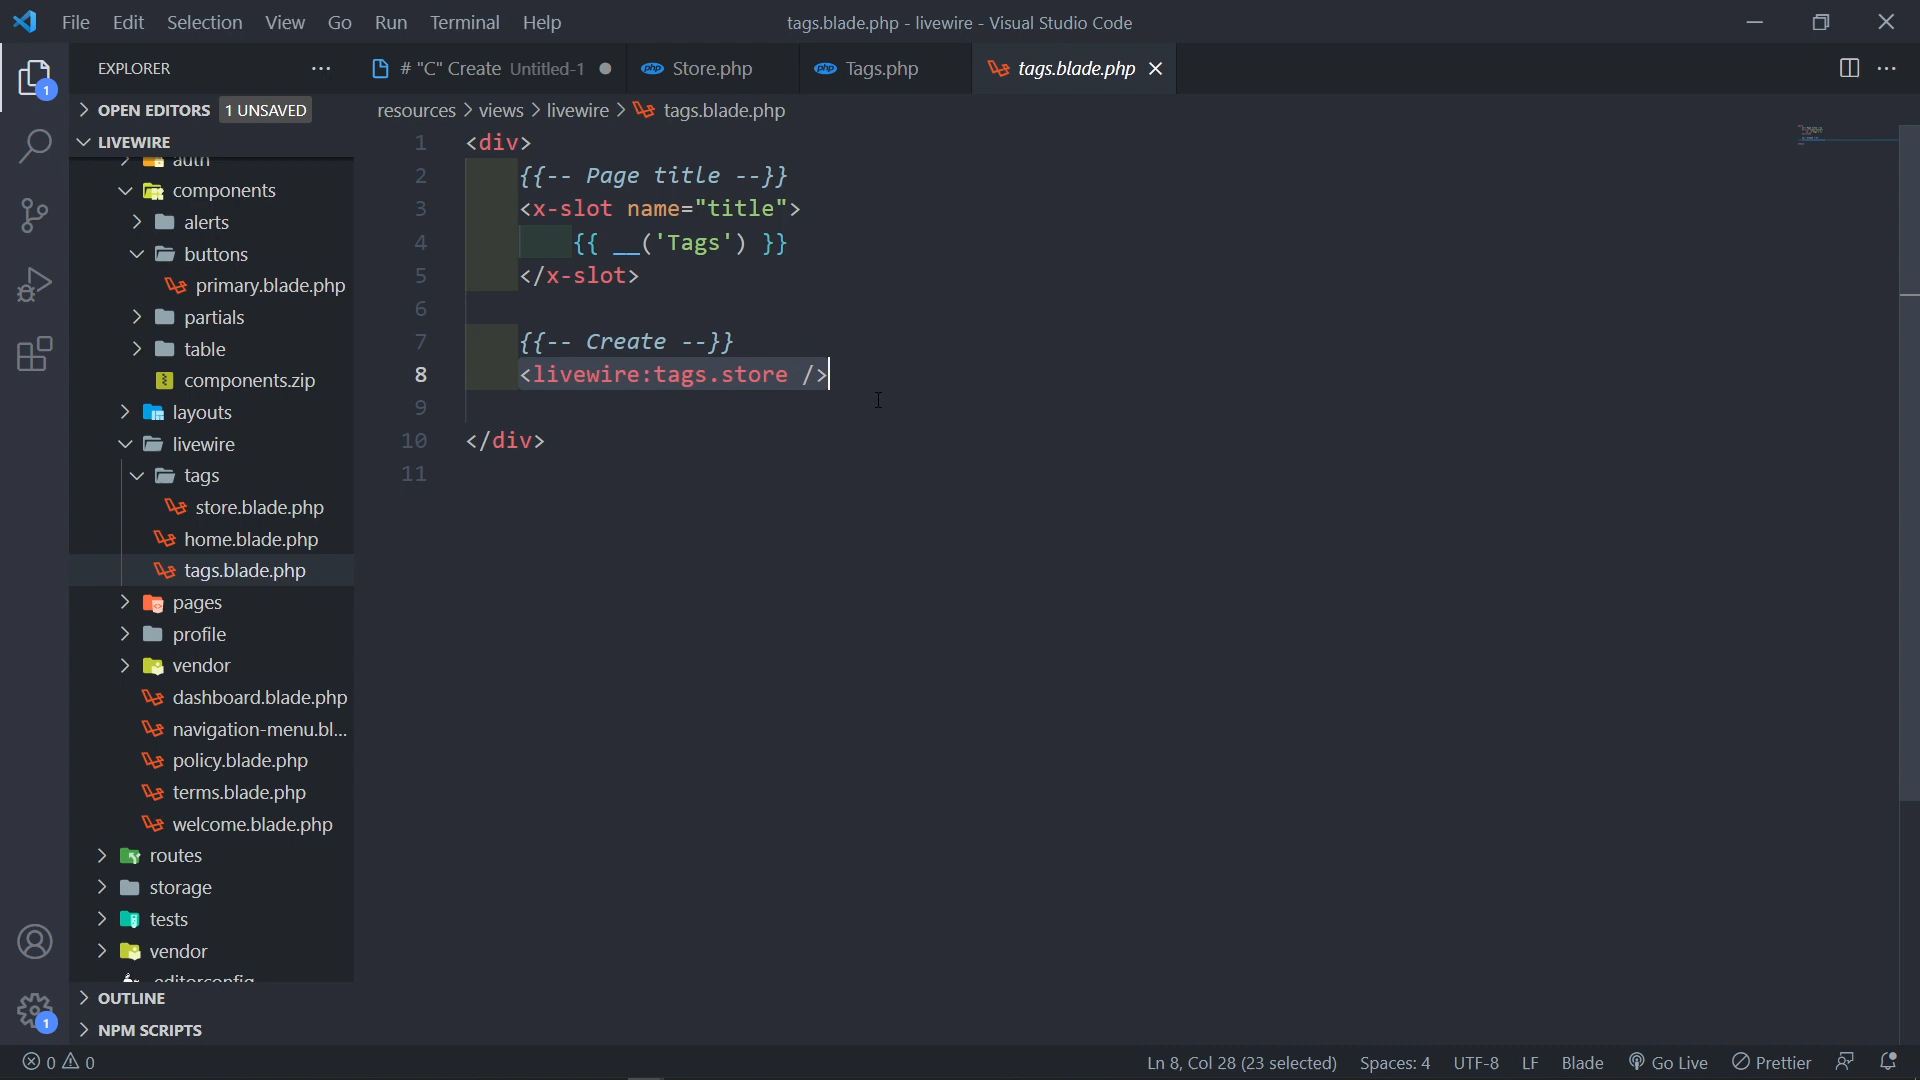 File Edit Selection View Go Run Terminal Help
tags.blade.php - livewire - Visual Studio Code
EXPLORER
# "C" Create Untitled-1
Store.php
Tags.php
tags.blade.php
OPEN EDITORS 1 UNSAVED
resources > views > livewire > tags.blade.php
LIVEWIRE
auth
components
alerts
buttons
primary.blade.php
partials
table
components.zip
layouts
livewire
tags
store.blade.php
home.blade.php
tags.blade.php
pages
profile
vendor
dashboard.blade.php
navigation-menu.bl...
policy.blade.php
terms.blade.php
welcome.blade.php
routes
storage
tests
vendor
.editorconfig
OUTLINE
NPM SCRIPTS
1
1
1 <div>
2 {{-- Page title --}}
3 <x-slot name="title">
4 {{ __('Tags') }}
5 </x-slot>
6
7 {{-- Create --}}
8 <livewire:tags.store />
9
10 </div>
11
0 0
Ln 8, Col 28 (23 selected) Spaces: 4 UTF-8 LF Blade Go Live Prettier